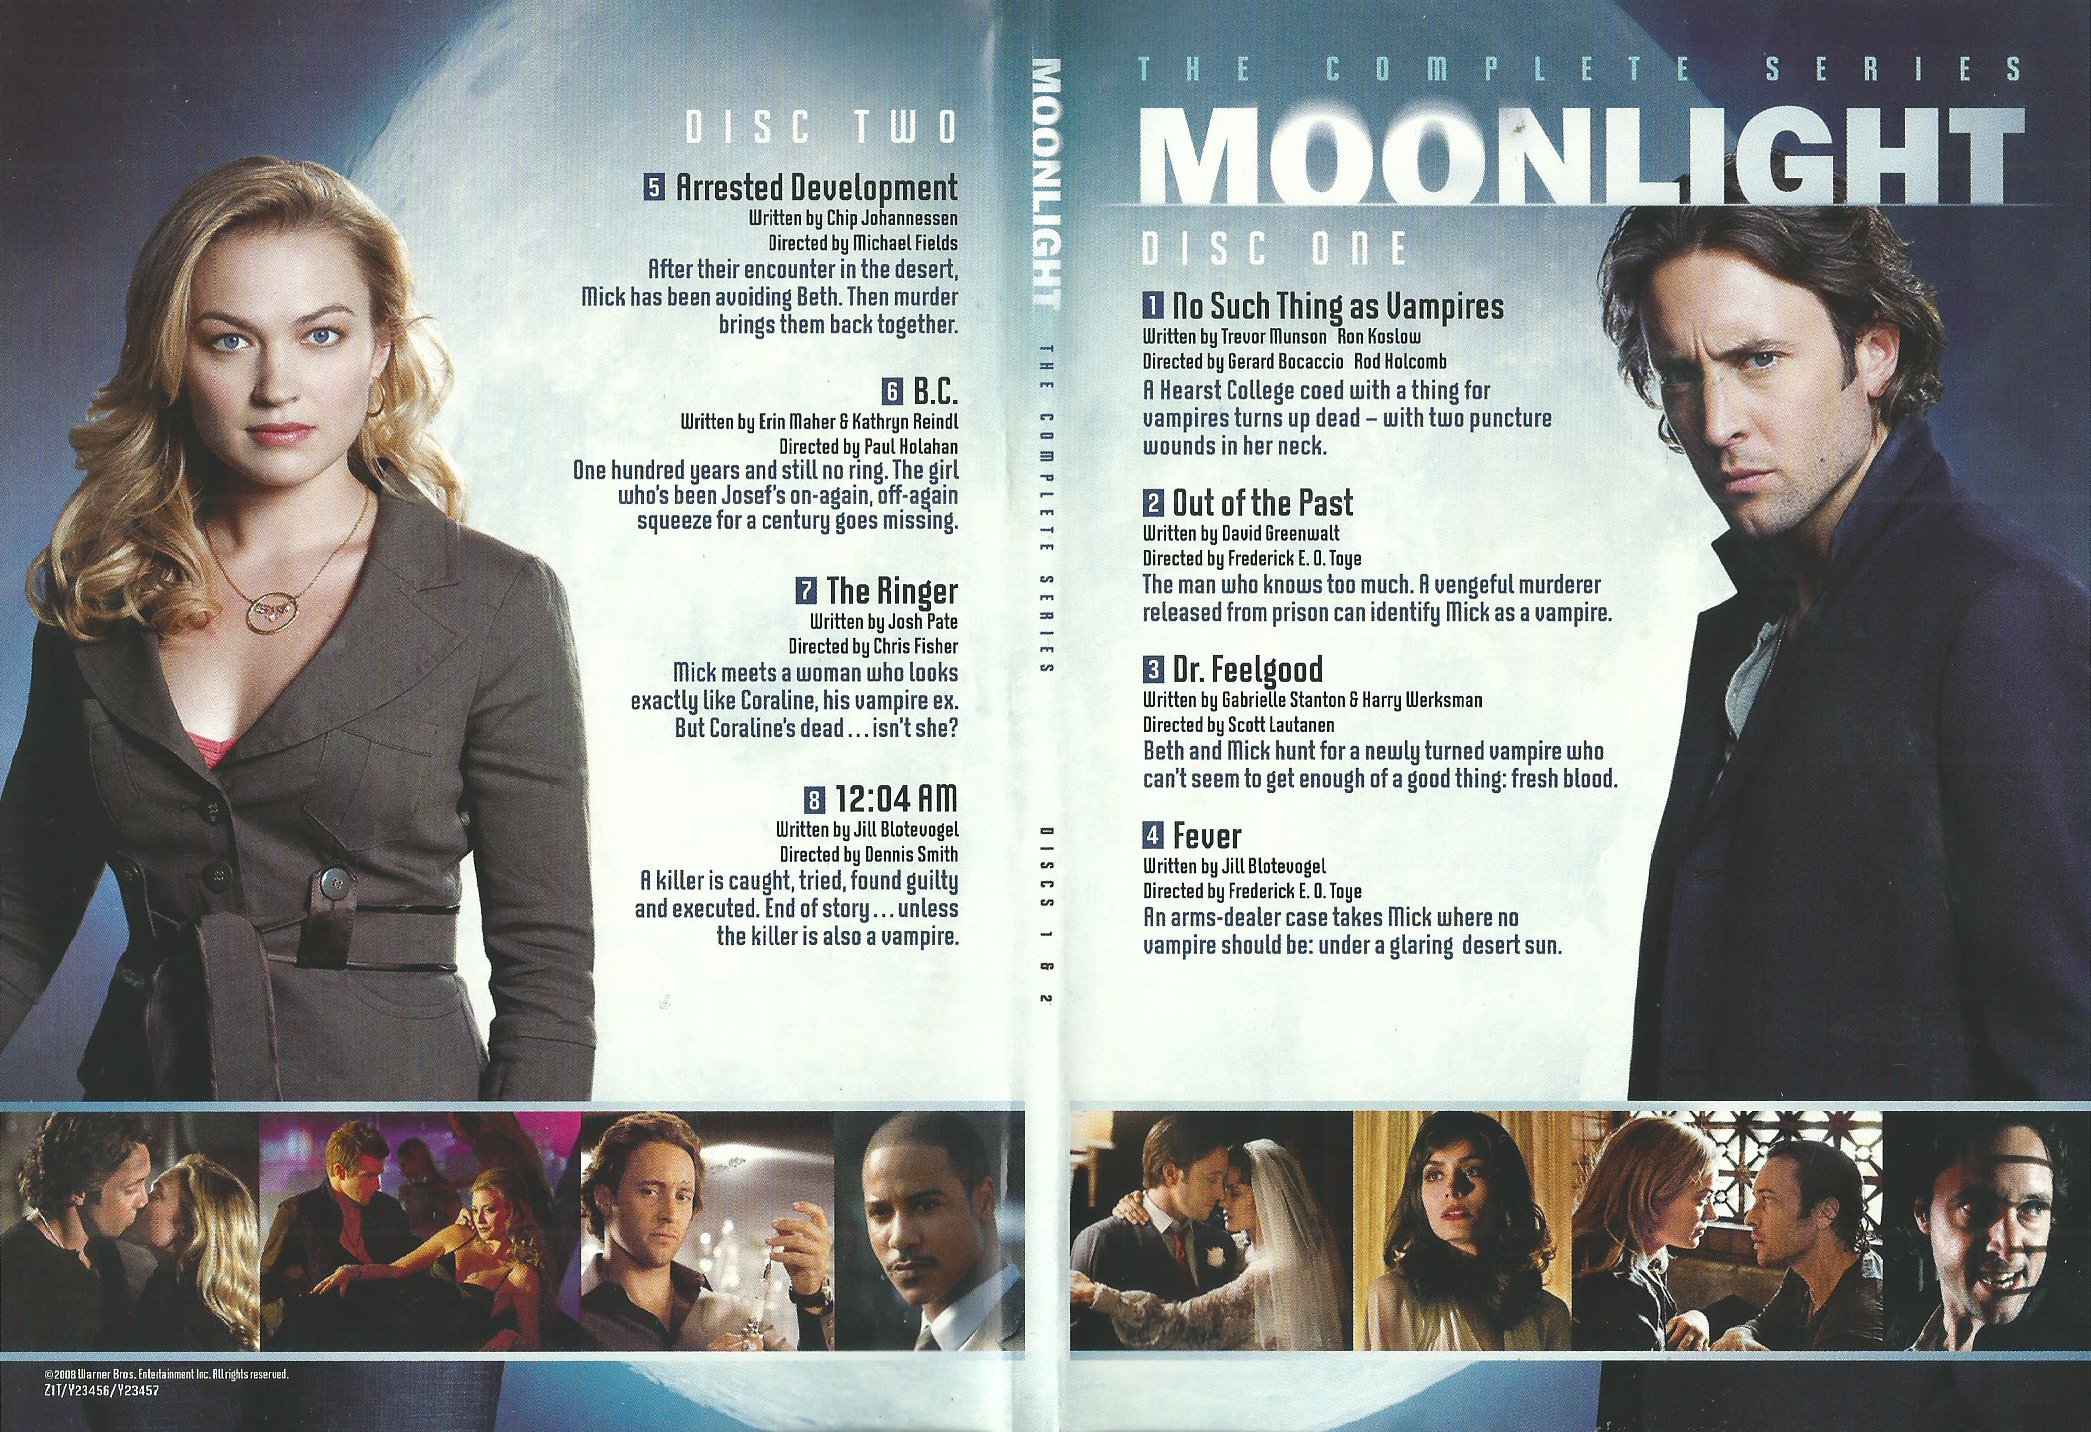 DISC TWO
5 Arrested Development
Written by Chip Johannessen
Directed by Michael Fields
After their encounter in the desert,
Mick has been avoiding Beth. Then murder
brings them back together.
6 B.C.
Written by Erin Maher & Kathryn Reindl
Directed by Paul Holahan
One hundred years and still no ring. The girl
who's been Josef's on-again, off-again
squeeze for a century goes missing.
7 The Ringer
Written by Josh Pate
Directed by Chris Fisher
Mick meets a woman who looks
exactly like Coraline, his vampire ex.
But Coraline's dead...isn't she?
8 12:04 AM
Written by Jill Blotevogel
Directed by Dennis Smith
A killer is caught, tried, found guilty
and executed. End of story...unless
the killer is also a vampire.
©2008 Warner Bros. Entertainment Inc. All rights reserved.
Z1T/Y23456/Y23457
MOONLIGHT THE COMPLETE SERIES DISCS 1 & 2
THE COMPLETE SERIES
MOONLIGHT
DISC ONE
1 No Such Thing as Vampires
Written by Trevor Munson Ron Koslow
Directed by Gerard Bocaccio Rod Holcomb
A Hearst College coed with a thing for
vampires turns up dead – with two puncture
wounds in her neck.
2 Out of the Past
Written by David Greenwalt
Directed by Frederick E. O. Toye
The man who knows too much. A vengeful murderer
released from prison can identify Mick as a vampire.
3 Dr. Feelgood
Written by Gabrielle Stanton & Harry Werksman
Directed by Scott Lautanen
Beth and Mick hunt for a newly turned vampire who
can't seem to get enough of a good thing: fresh blood.
4 Fever
Written by Jill Blotevogel
Directed by Frederick E. O. Toye
An arms-dealer case takes Mick where no
vampire should be: under a glaring desert sun.